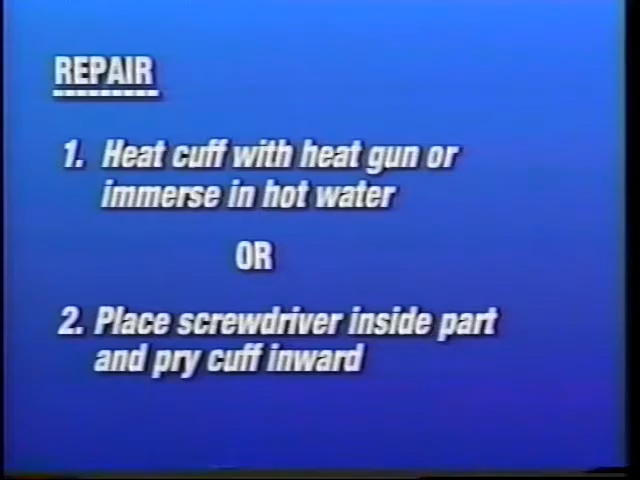 REPAIR
1. Heat cuff with heat gun or
immerse in hot water
OR
2. Place screwdriver inside part
and pry cuff inward